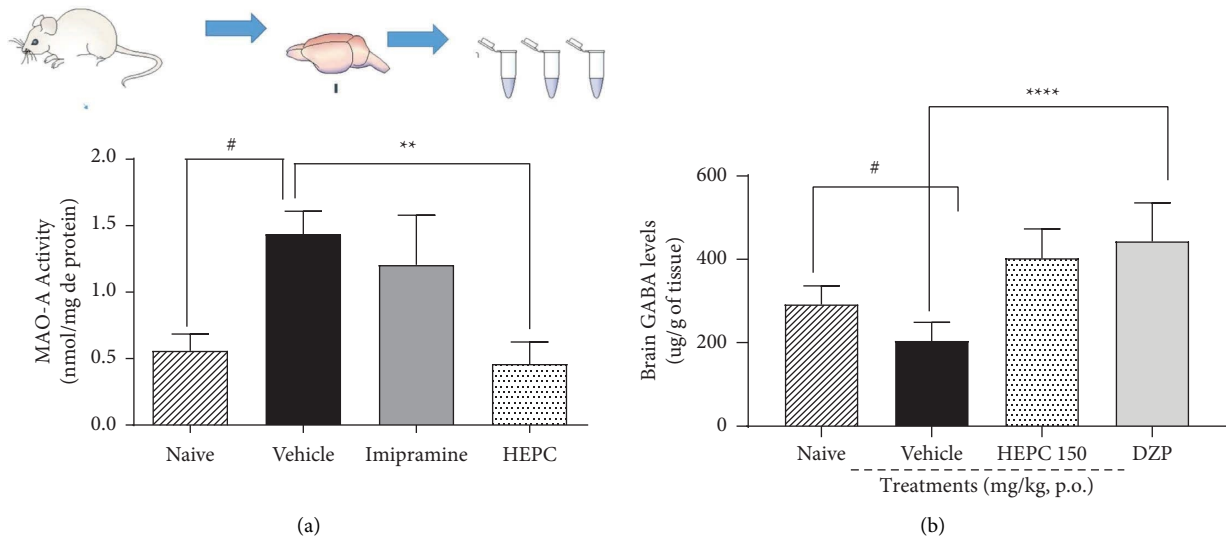 #
**
2.0
1.5
1.0
0.5
0.0
MAO-A Activity
(nmol/mg de protein)
Naive Vehicle Imipramine HEPC
(a)
****
#
600
400
200
0
Brain GABA levels
(ug/g of tissue)
Naive Vehicle HEPC 150 DZP
Treatments (mg/kg, p.o.)
(b)